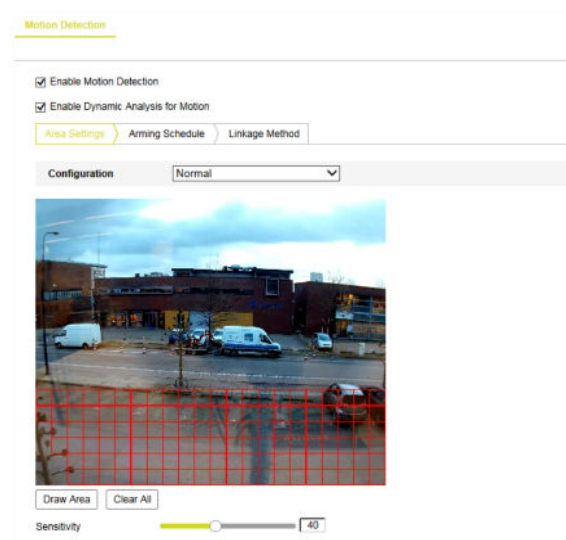 Motion Detection
Enable Motion Detection
Enable Dynamic Analysis for Motion
Area Settings Arming Schedule Linkage Method
Configuration Normal
Draw Area Clear All
Sensitivity 40